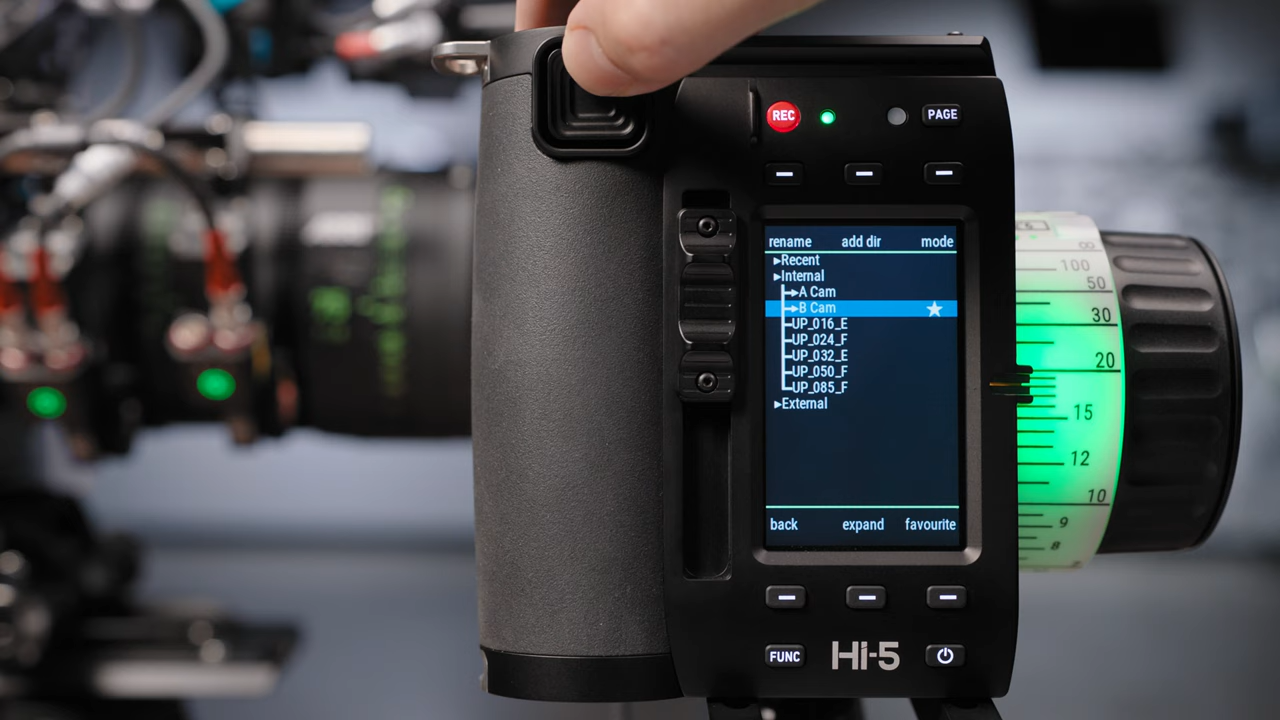 REC PAGE
rename add dir mode
▸Recent
▸Internal
A Cam
B Cam ★
UP_016_E
UP_024_F
UP_032_E
UP_050_F
UP_085_F
▸External
back expand favourite
FUNC Hi-5
∞
100
50
30
20
15
12
10
9
8